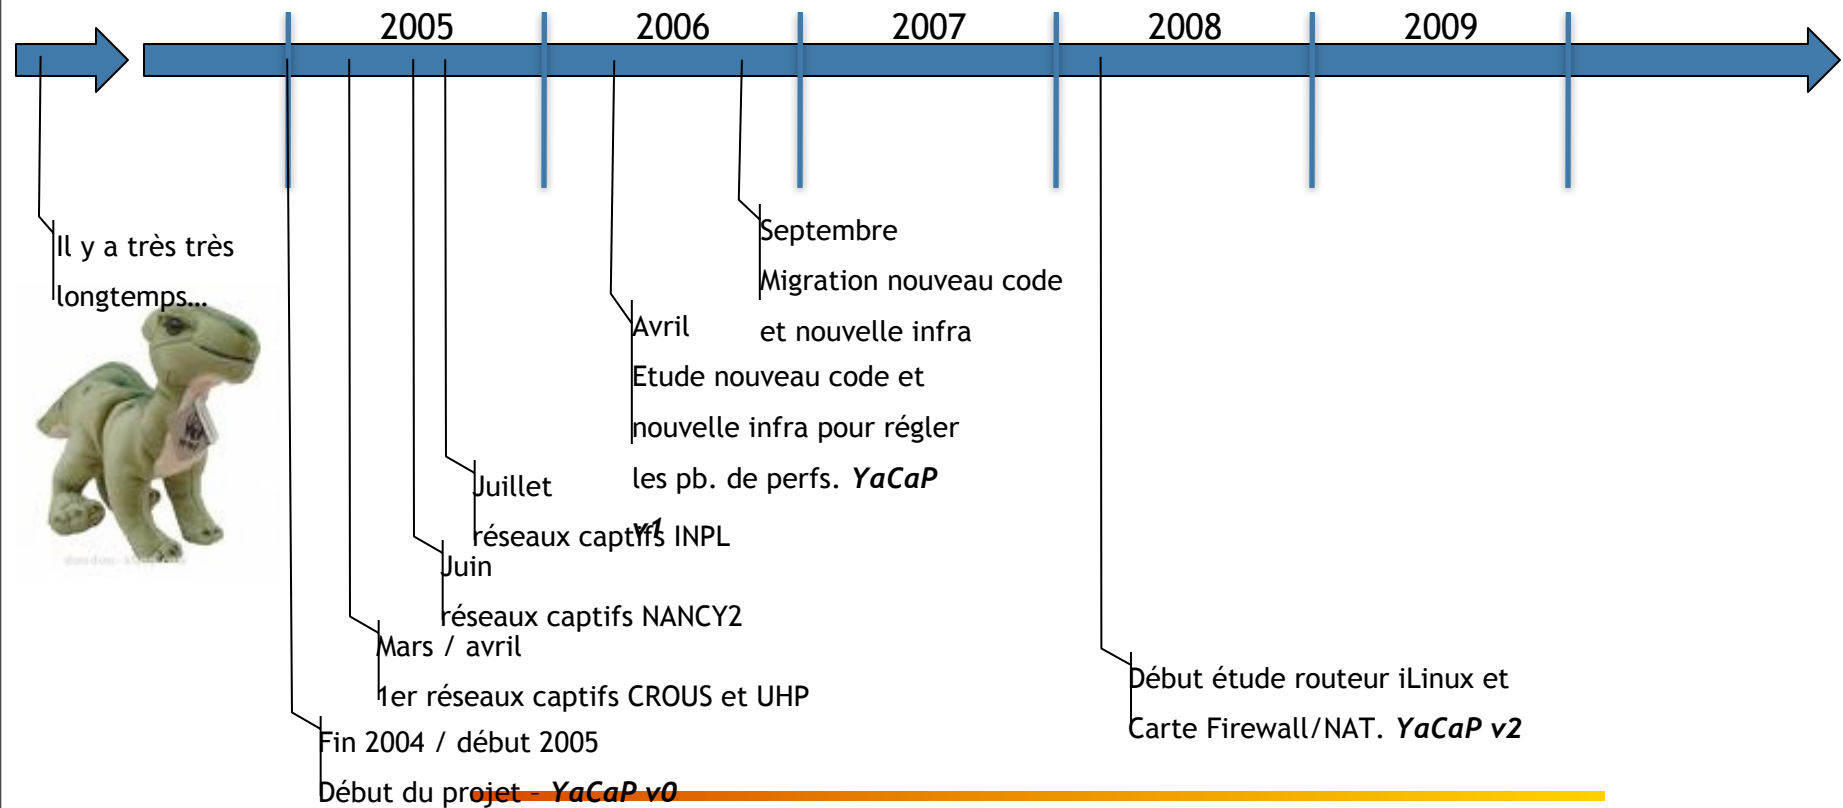 2005
2006
2007
2008
2009
Il y a très très
longtemps…
Septembre
Migration nouveau code
et nouvelle infra
Avril
Etude nouveau code et
nouvelle infra pour régler
les pb. de perfs. YaCaP
v1
Juillet
réseaux captifs INPL
Juin
réseaux captifs NANCY2
Mars / avril
1er réseaux captifs CROUS et UHP
Fin 2004 / début 2005
Début du projet – YaCaP v0
Début étude routeur iLinux et
Carte Firewall/NAT. YaCaP v2